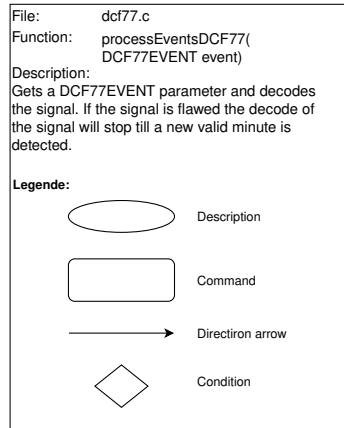 File: dcf77.c
Function: processEventsDCF77(
DCF77EVENT event)
Description:
Gets a DCF77EVENT parameter and decodes
the signal. If the signal is flawed the decode of
the signal will stop till a new valid minute is
detected.
Legende:
Description
Command
Directiron arrow
Condition